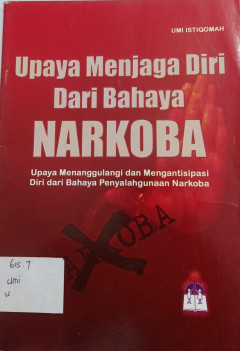 UMI ISTIQOMAH
Upaya Menjaga Diri
Dari Bahaya
NARKOBA
Upaya Menanggulangi dan Mengantisipasi
Diri dari Bahaya Penyalahgunaan Narkoba
NARKOBA
615.7
Umi
u